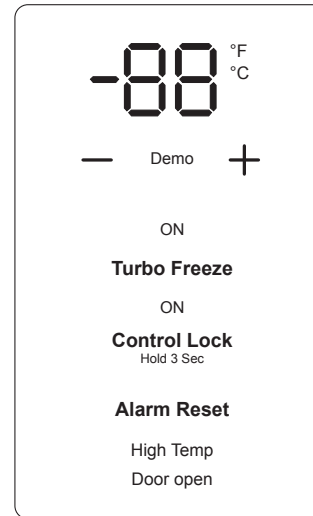 -88 °F
°C
− Demo +
ON
Turbo Freeze
ON
Control Lock
Hold 3 Sec
Alarm Reset
High Temp
Door open